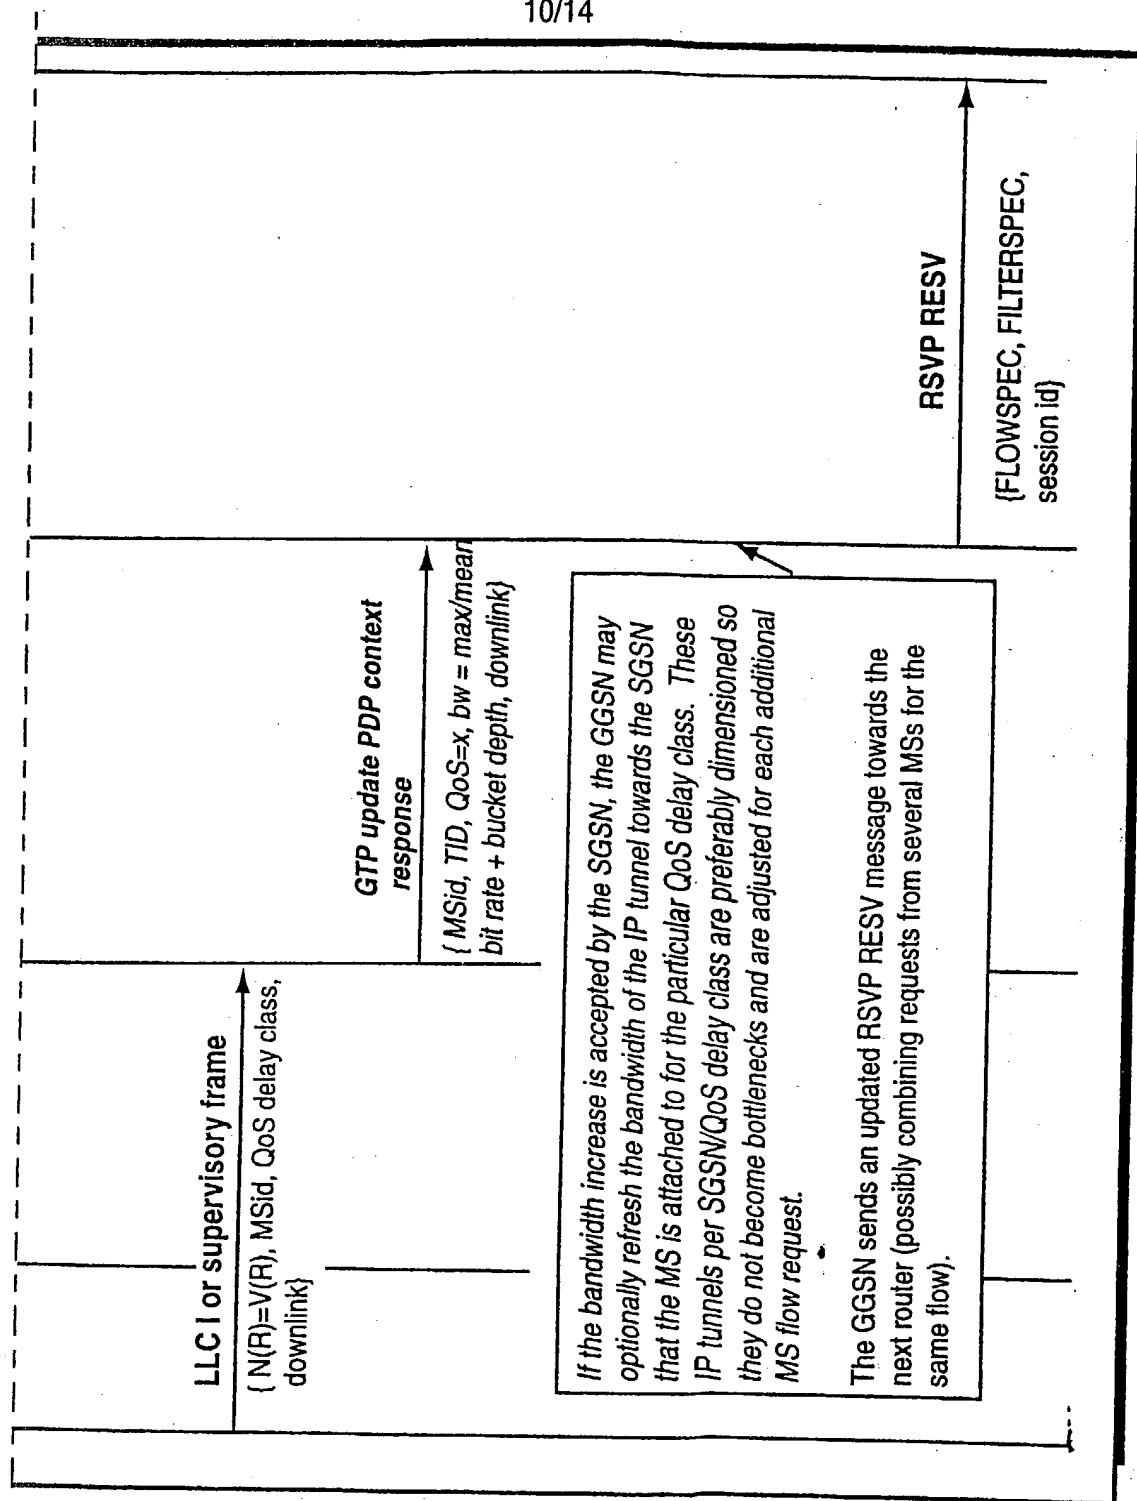 10/14
LLC I or supervisory frame
{ N(R)=V(R), MSid, QoS delay class,
downlink}
GTP update PDP context
response
{ MSid, TID, QoS=x, bw = max/mean
bit rate + bucket depth, downlink}
If the bandwidth increase is accepted by the SGSN, the GGSN may
optionally refresh the bandwidth of the IP tunnel towards the SGSN
that the MS is attached to for the particular QoS delay class. These
IP tunnels per SGSN/QoS delay class are preferably dimensioned so
they do not become bottlenecks and are adjusted for each additional
MS flow request.
The GGSN sends an updated RSVP RESV message towards the
next router (possibly combining requests from several MSs for the
same flow).
RSVP RESV
{FLOWSPEC, FILTERSPEC,
session id}